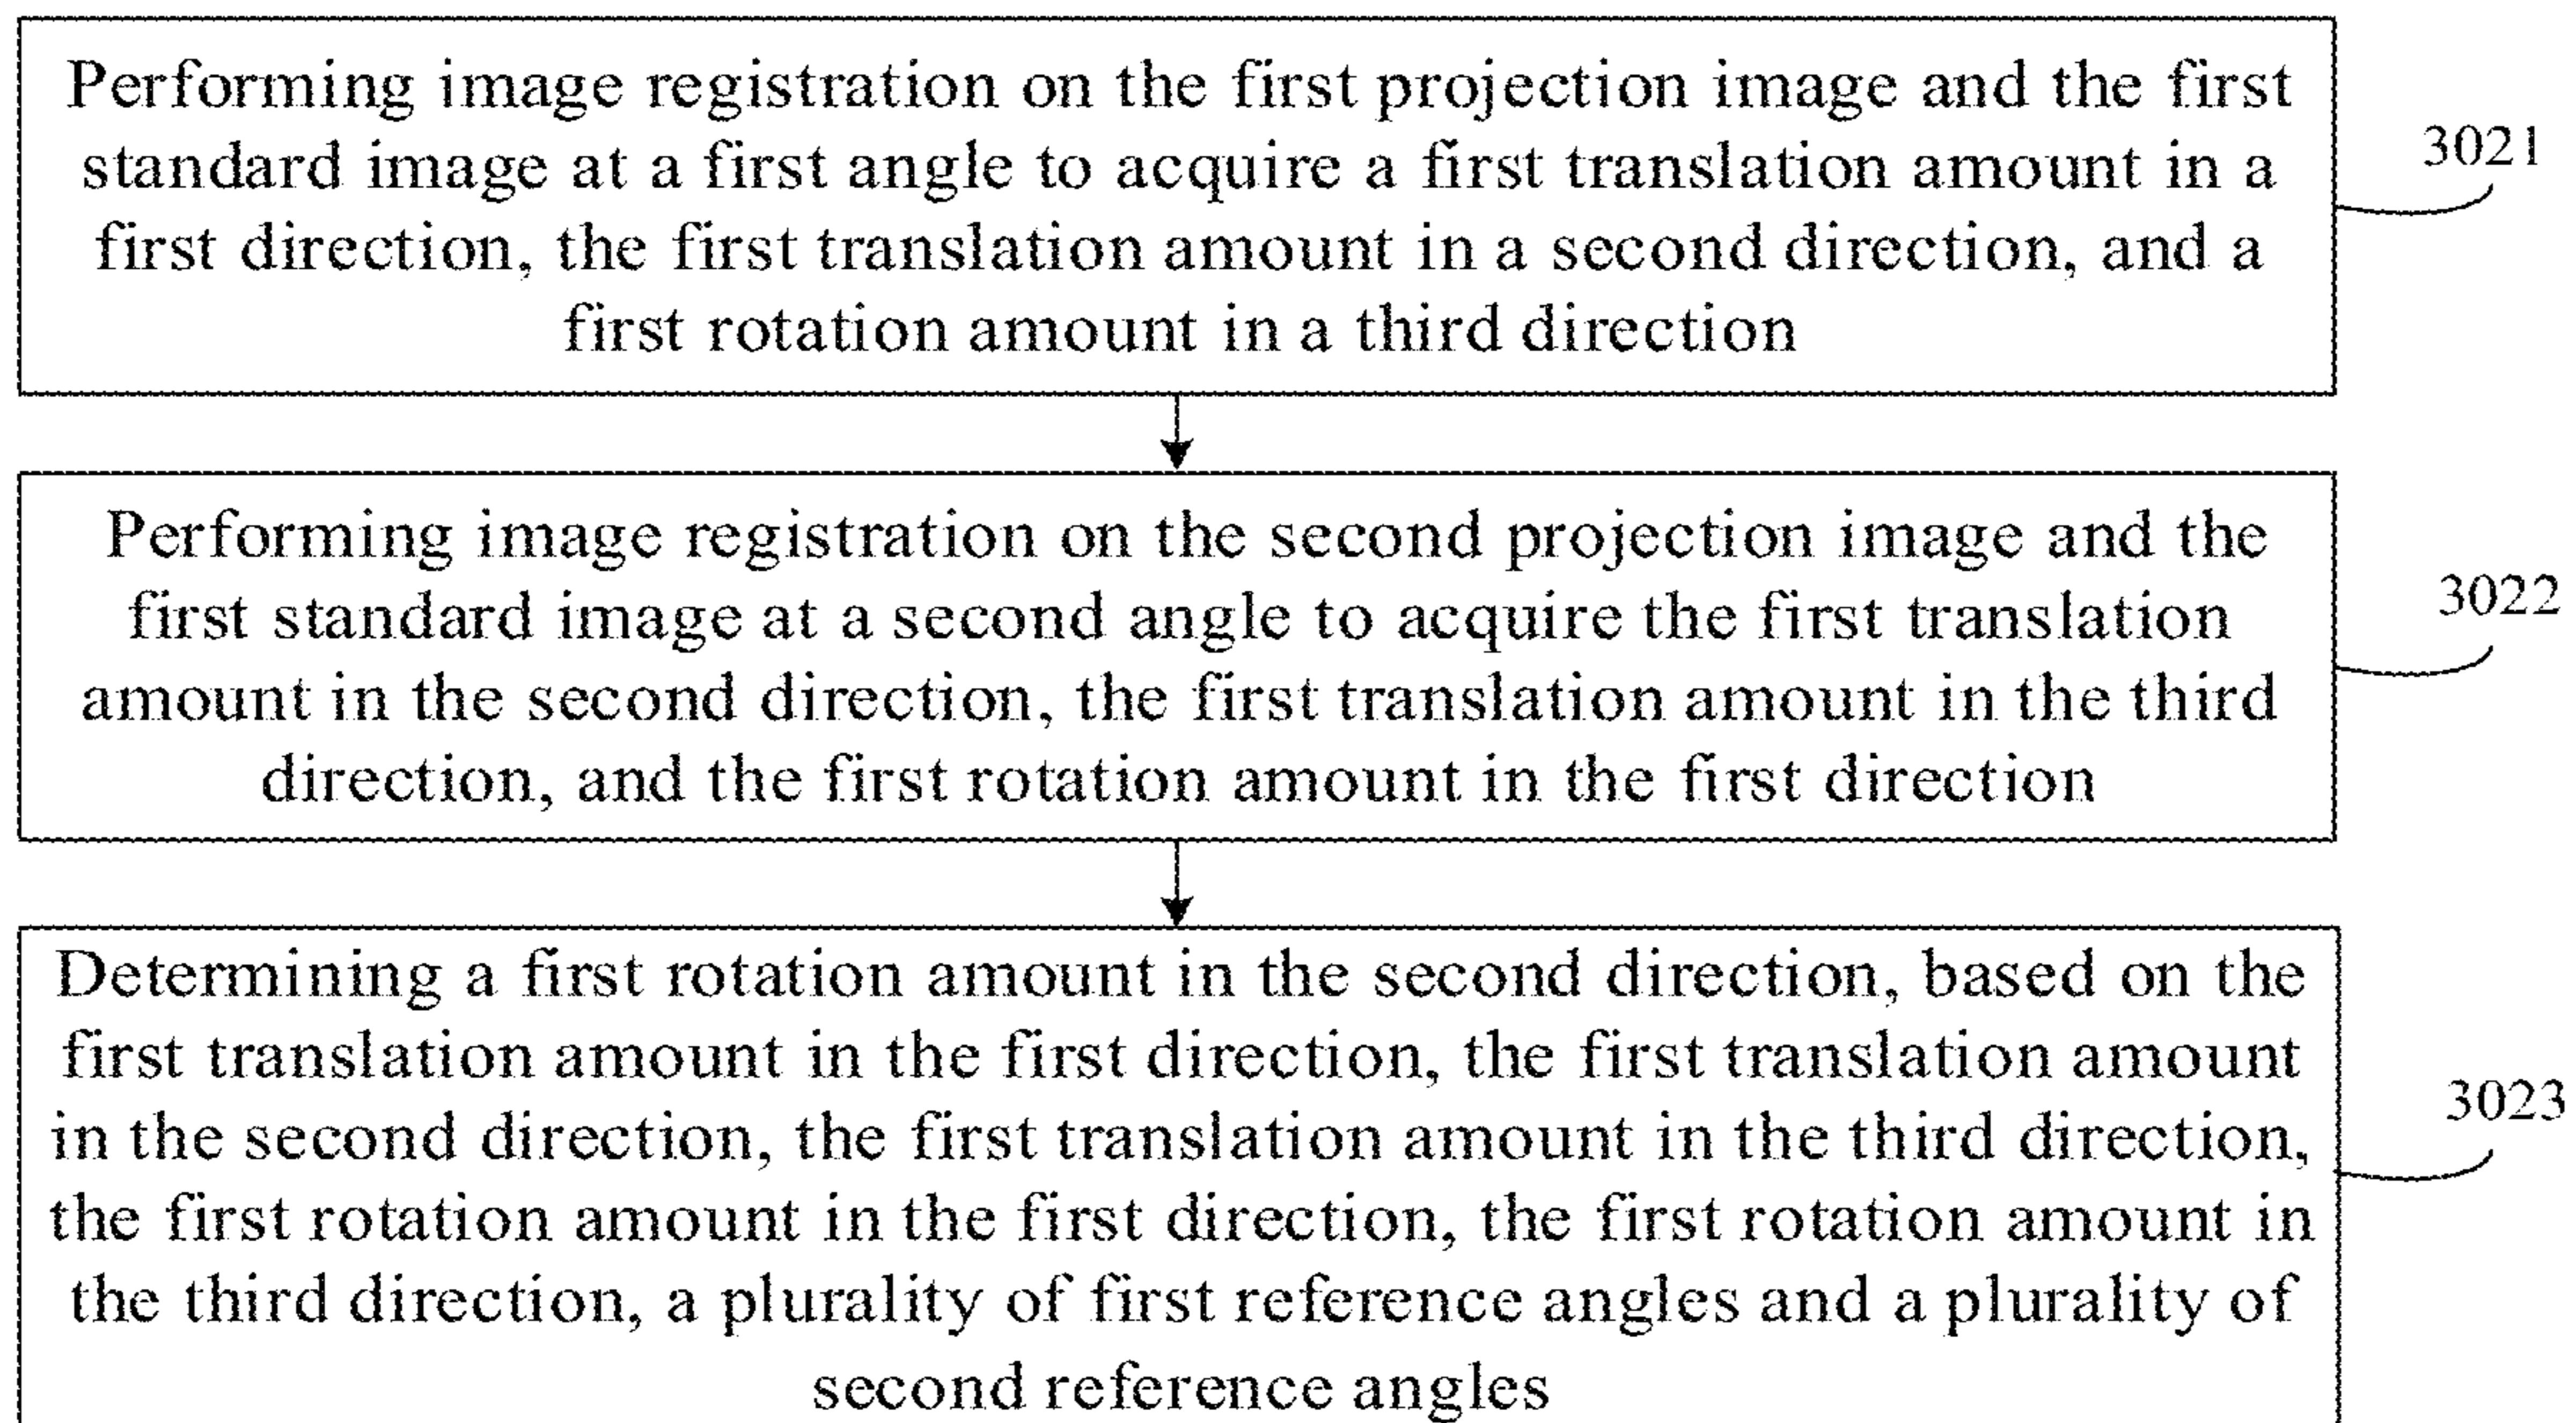 Performing image registration on the first projection image and the first
standard image at a first angle to acquire a first translation amount in a
first direction, the first translation amount in a second direction, and a
first rotation amount in a third direction
3021
Performing image registration on the second projection image and the
first standard image at a second angle to acquire the first translation
amount in the second direction, the first translation amount in the third
direction, and the first rotation amount in the first direction
3022
Determining a first rotation amount in the second direction, based on the
first translation amount in the first direction, the first translation amount
in the second direction, the first translation amount in the third direction,
the first rotation amount in the first direction, the first rotation amount in
the third direction, a plurality of first reference angles and a plurality of
second reference angles
3023